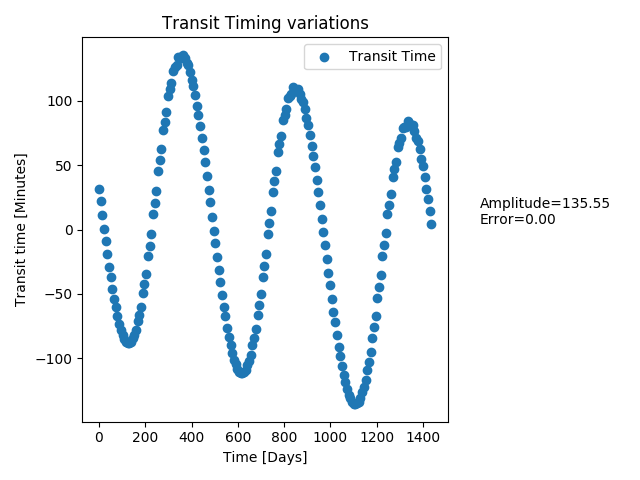 Transit Timing variations
Transit Time
100
50
0
−50
−100
Transit time [Minutes]
Amplitude=135.55
Error=0.00
0 200 400 600 800 1000 1200 1400
Time [Days]